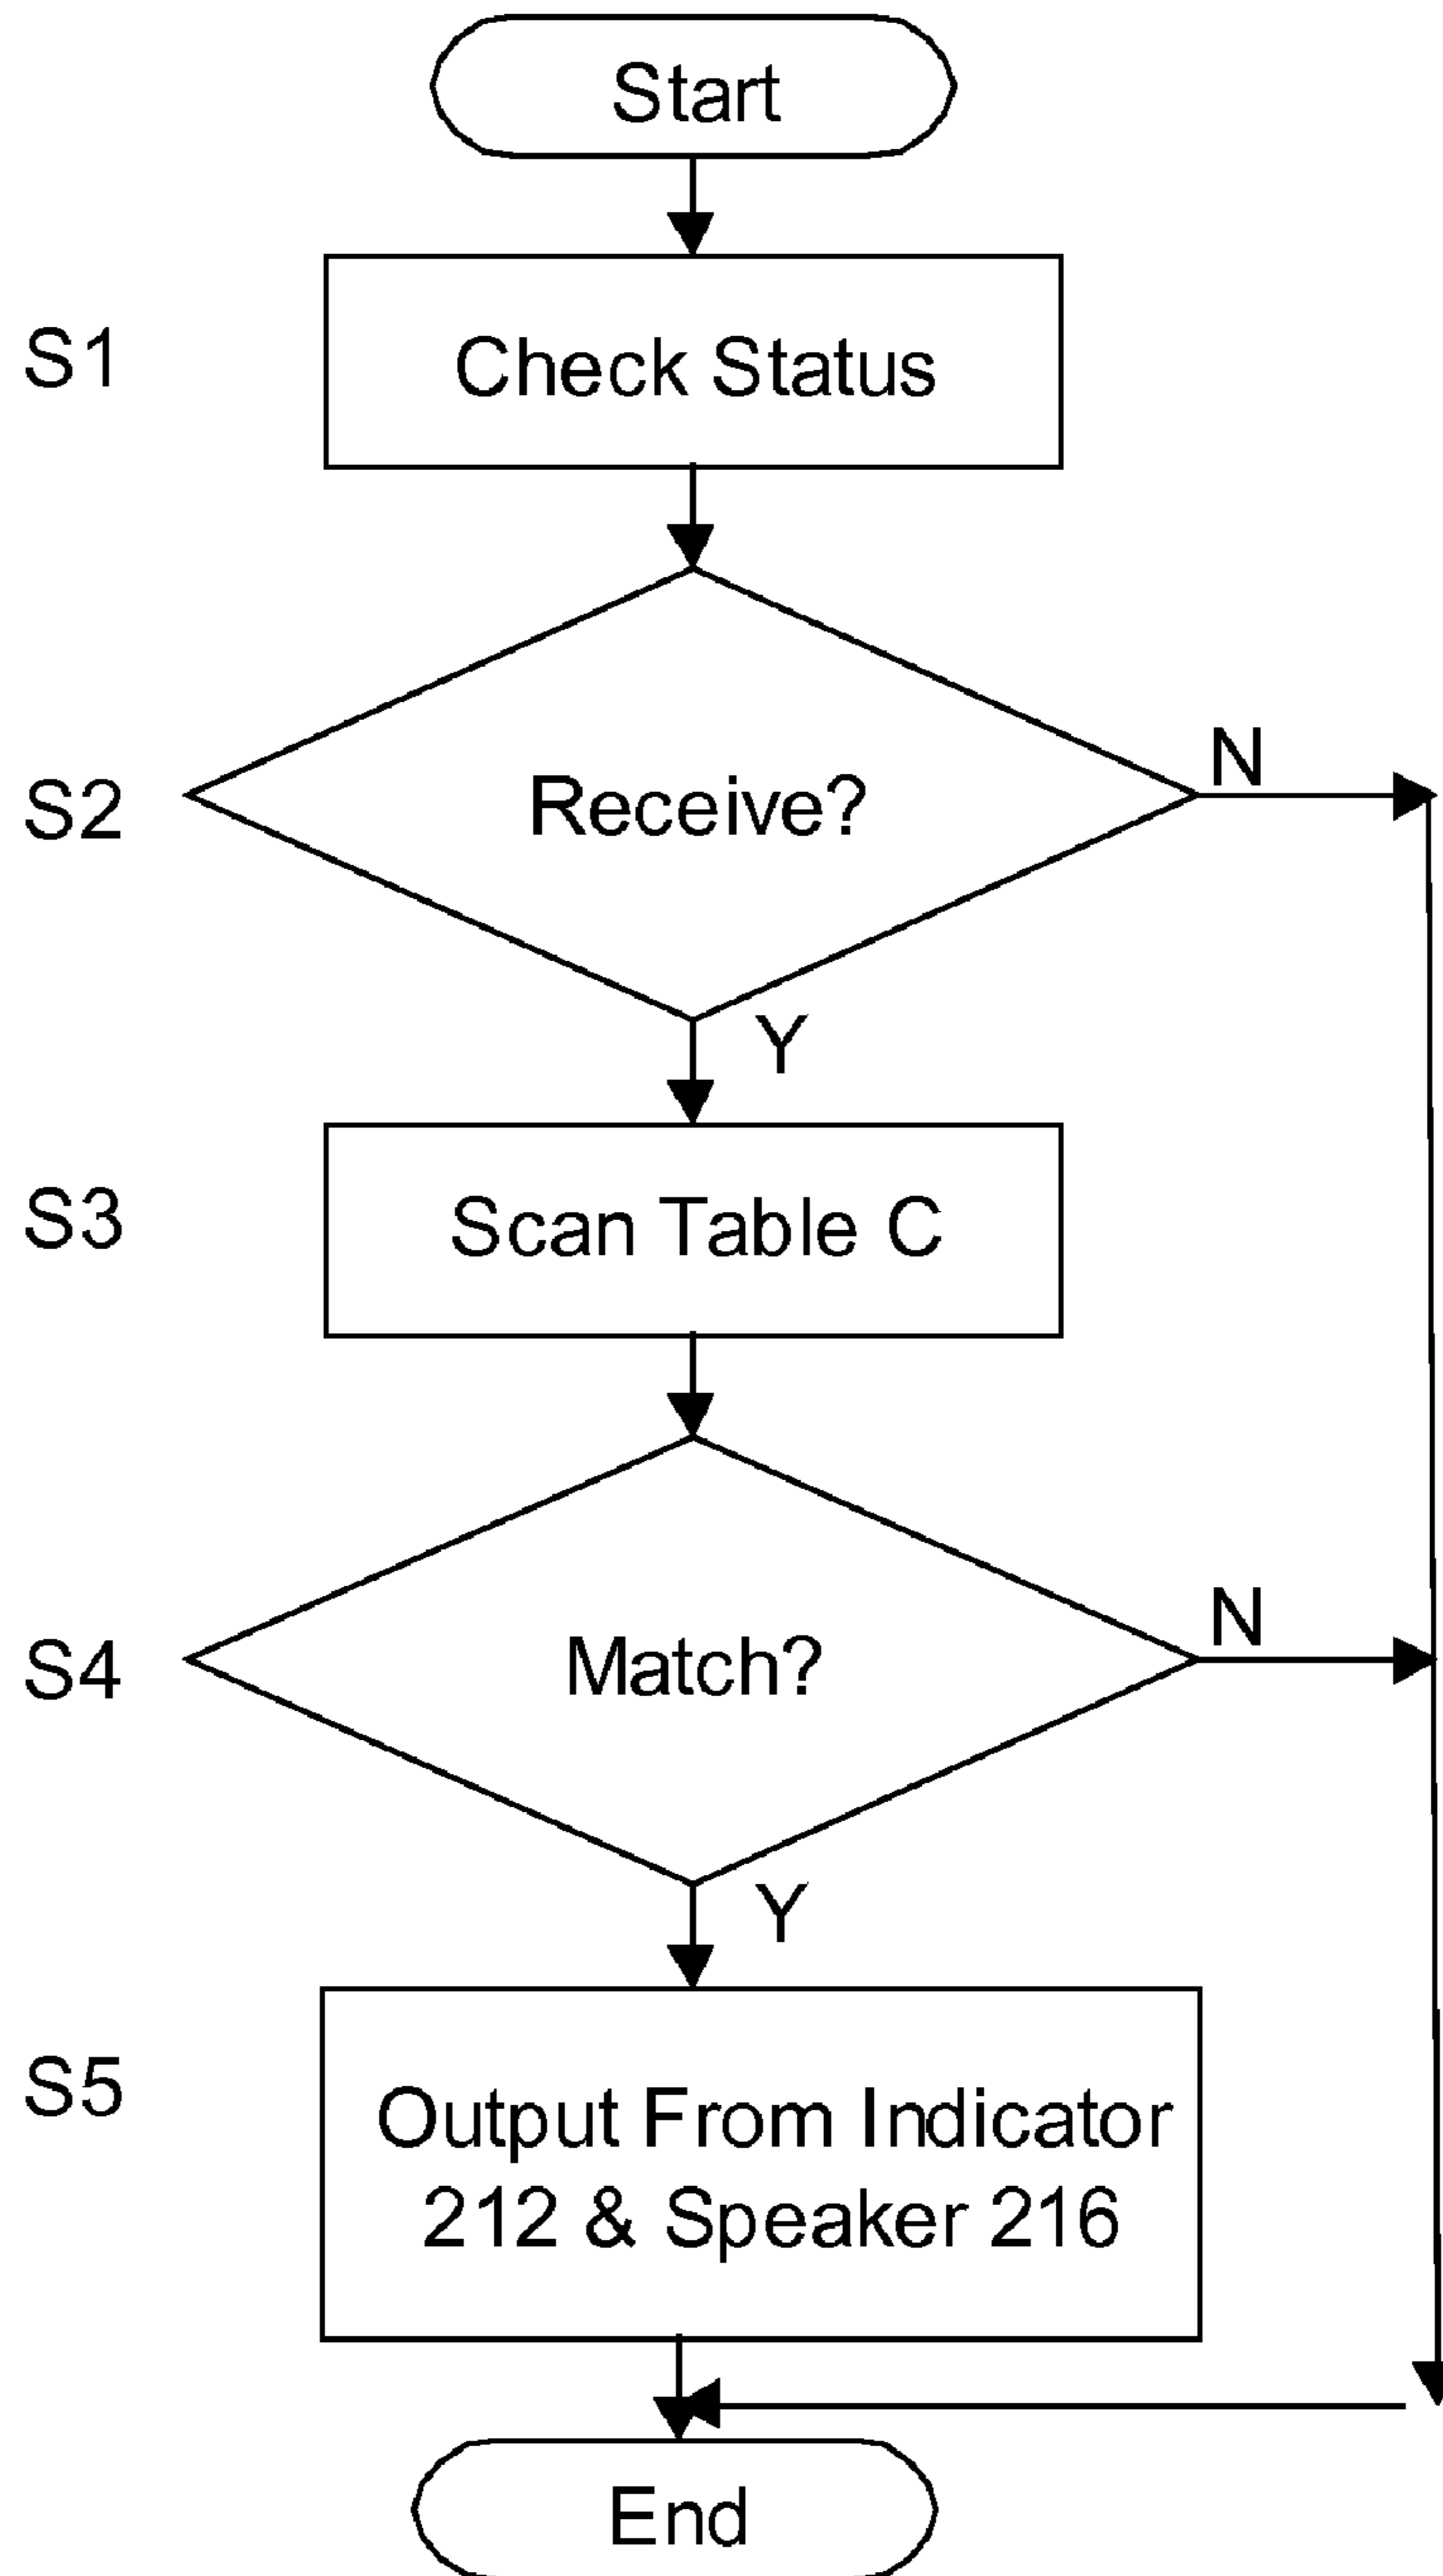 Start
S1
Check Status
S2
Receive?
N
Y
S3
Scan Table C
S4
Match?
N
Y
S5
Output From Indicator
212 & Speaker 216
End